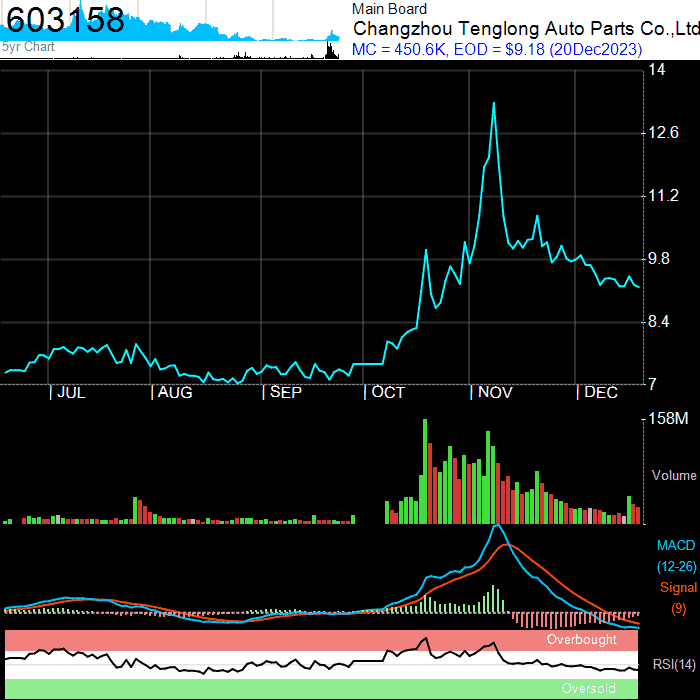 603158
Main Board
Changzhou Tenglong Auto Parts Co.,Ltd
5yr Chart
MC = 450.6K, EOD = $9.18 (20Dec2023)
14
12.6
11.2
9.8
8.4
7
JUL
AUG
SEP
OCT
NOV
DEC
158M
Volume
MACD
(12-26)
Signal
(9)
Overbought
RSI(14)
Oversold